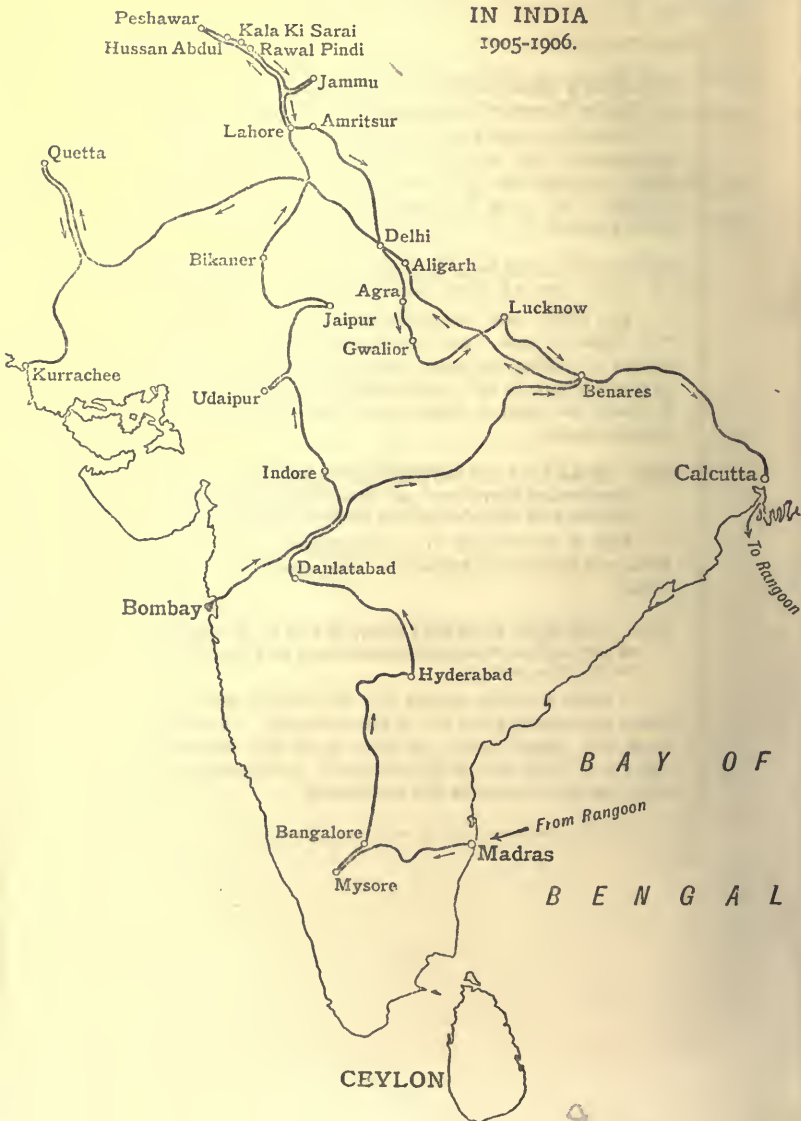 IN INDIA
1905-1906.
Peshawar
Kala Ki Sarai
Hussan Abdul
Rawal Pindi
Jammu
Lahore
Amritsur
Quetta
Delhi
Bikaner
Aligarh
Agra
Lucknow
Jaipur
Gwalior
Kurrachee
Udaipur
Benares
Indore
Calcutta
To Rangoon
Daulatabad
Bombay
Hyderabad
BAY OF
From Rangoon
Bangalore
Madras
Mysore
BENGAL
CEYLON